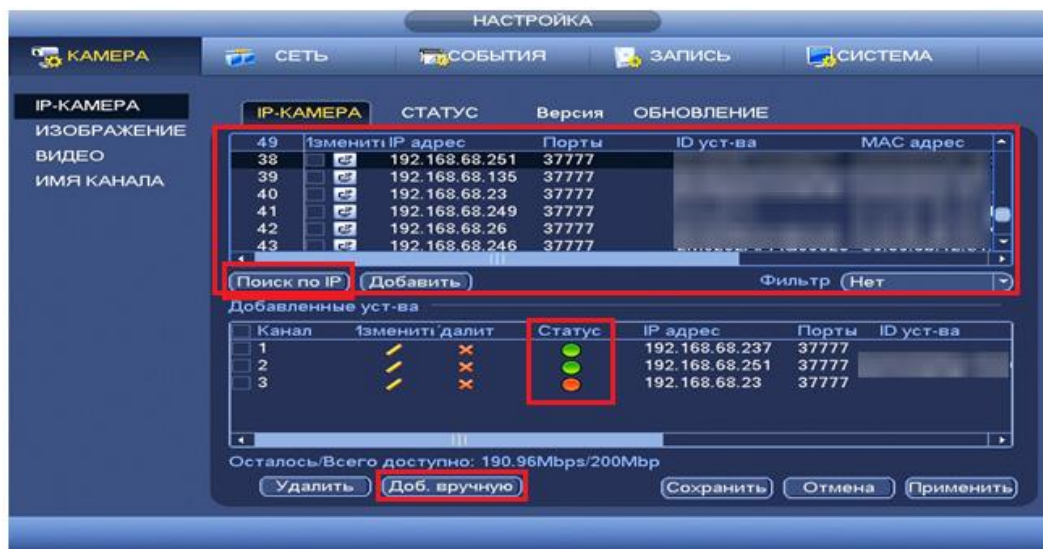 НАСТРОЙКА
КАМЕРА СЕТЬ СОБЫТИЯ ЗАПИСЬ СИСТЕМА
IP-КАМЕРА
ИЗОБРАЖЕНИЕ
ВИДЕО
ИМЯ КАНАЛА
IP-КАМЕРА СТАТУС Версия ОБНОВЛЕНИЕ
49 Изменить IP адрес Порты ID уст-ва MAC адрес
38 192.168.68.251 37777
39 192.168.68.135 37777
40 192.168.68.23 37777
41 192.168.68.249 37777
42 192.168.68.26 37777
43 192.168.68.246 37777
Поиск по IP Добавить Фильтр Нет
Добавленные уст-ва
Канал Изменить далит Статус IP адрес Порты ID уст-ва
1 192.168.68.237 37777
2 192.168.68.251 37777
3 192.168.68.23 37777
Осталось/Всего доступно: 190.96Mbps/200Mbp
Удалить Доб. вручную Сохранить Отмена Применить